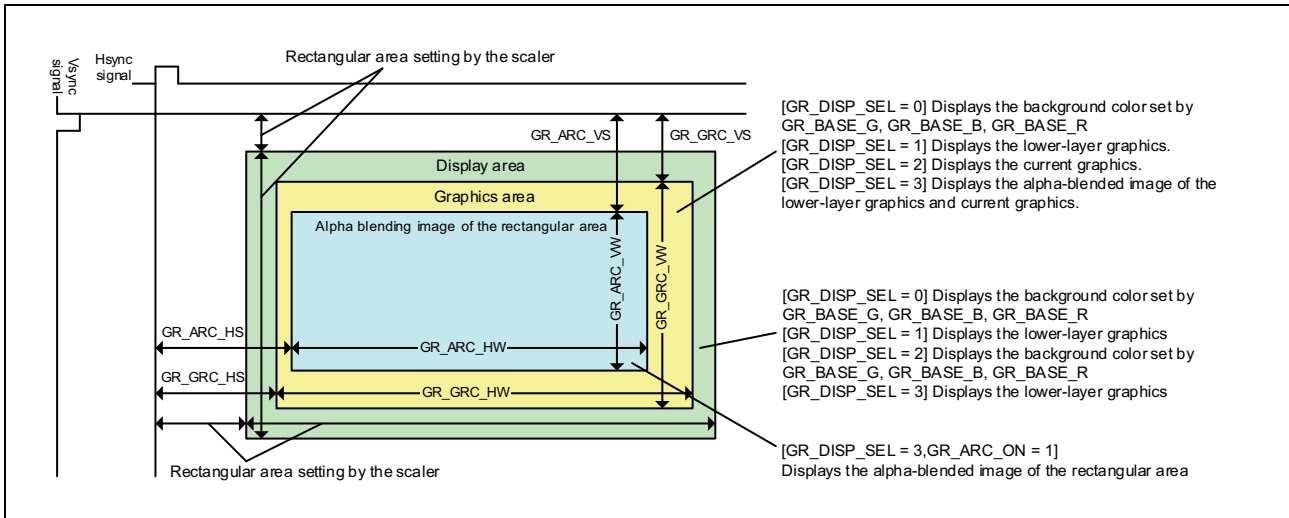 Rectangular area setting by the scaler
Hsync
signal
Vsync
signal
GR_ARC_VS
GR_GRC_VS
Display area
Graphics area
Alpha blending image of the rectangular area
GR_ARC_VW
GR_GRC_VW
GR_ARC_HS
GR_ARC_HW
GR_GRC_HS
GR_GRC_HW
Rectangular area setting by the scaler
[GR_DISP_SEL = 0] Displays the background color set by
GR_BASE_G, GR_BASE_B, GR_BASE_R
[GR_DISP_SEL = 1] Displays the lower-layer graphics.
[GR_DISP_SEL = 2] Displays the current graphics.
[GR_DISP_SEL = 3] Displays the alpha-blended image of the
lower-layer graphics and current graphics.
[GR_DISP_SEL = 0] Displays the background color set by
GR_BASE_G, GR_BASE_B, GR_BASE_R
[GR_DISP_SEL = 1] Displays the lower-layer graphics
[GR_DISP_SEL = 2] Displays the background color set by
GR_BASE_G, GR_BASE_B, GR_BASE_R
[GR_DISP_SEL = 3] Displays the lower-layer graphics
[GR_DISP_SEL = 3,GR_ARC_ON = 1]
Displays the alpha-blended image of the rectangular area